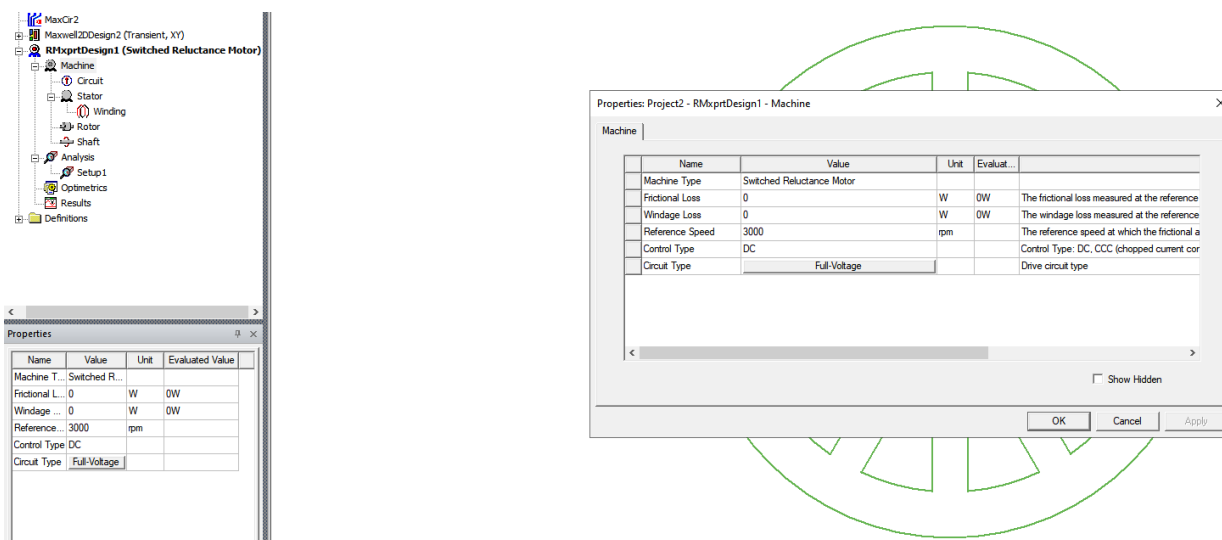 MaxCir2
Maxwell2DDesign2 (Transient, XY)
RMxprtDesign1 (Switched Reluctance Motor)
Machine
Circuit
Stator
Winding
Rotor
Shaft
Analysis
Setup1
Optimetrics
Results
Definitions
Properties
Name Value Unit Evaluated Value
Machine T... Switched R...
Frictional L... 0 W 0W
Windage ... 0 W 0W
Reference... 3000 rpm
Control Type DC
Circuit Type Full-Voltage
Properties: Project2 - RMxprtDesign1 - Machine
Machine
Name Value Unit Evaluat...
Machine Type Switched Reluctance Motor
Frictional Loss 0 W 0W The frictional loss measured at the reference
Windage Loss 0 W 0W The windage loss measured at the reference
Reference Speed 3000 rpm The reference speed at which the frictional a
Control Type DC Control Type: DC, CCC (chopped current cor
Circuit Type Full-Voltage Drive circuit type
Show Hidden
OK Cancel Apply